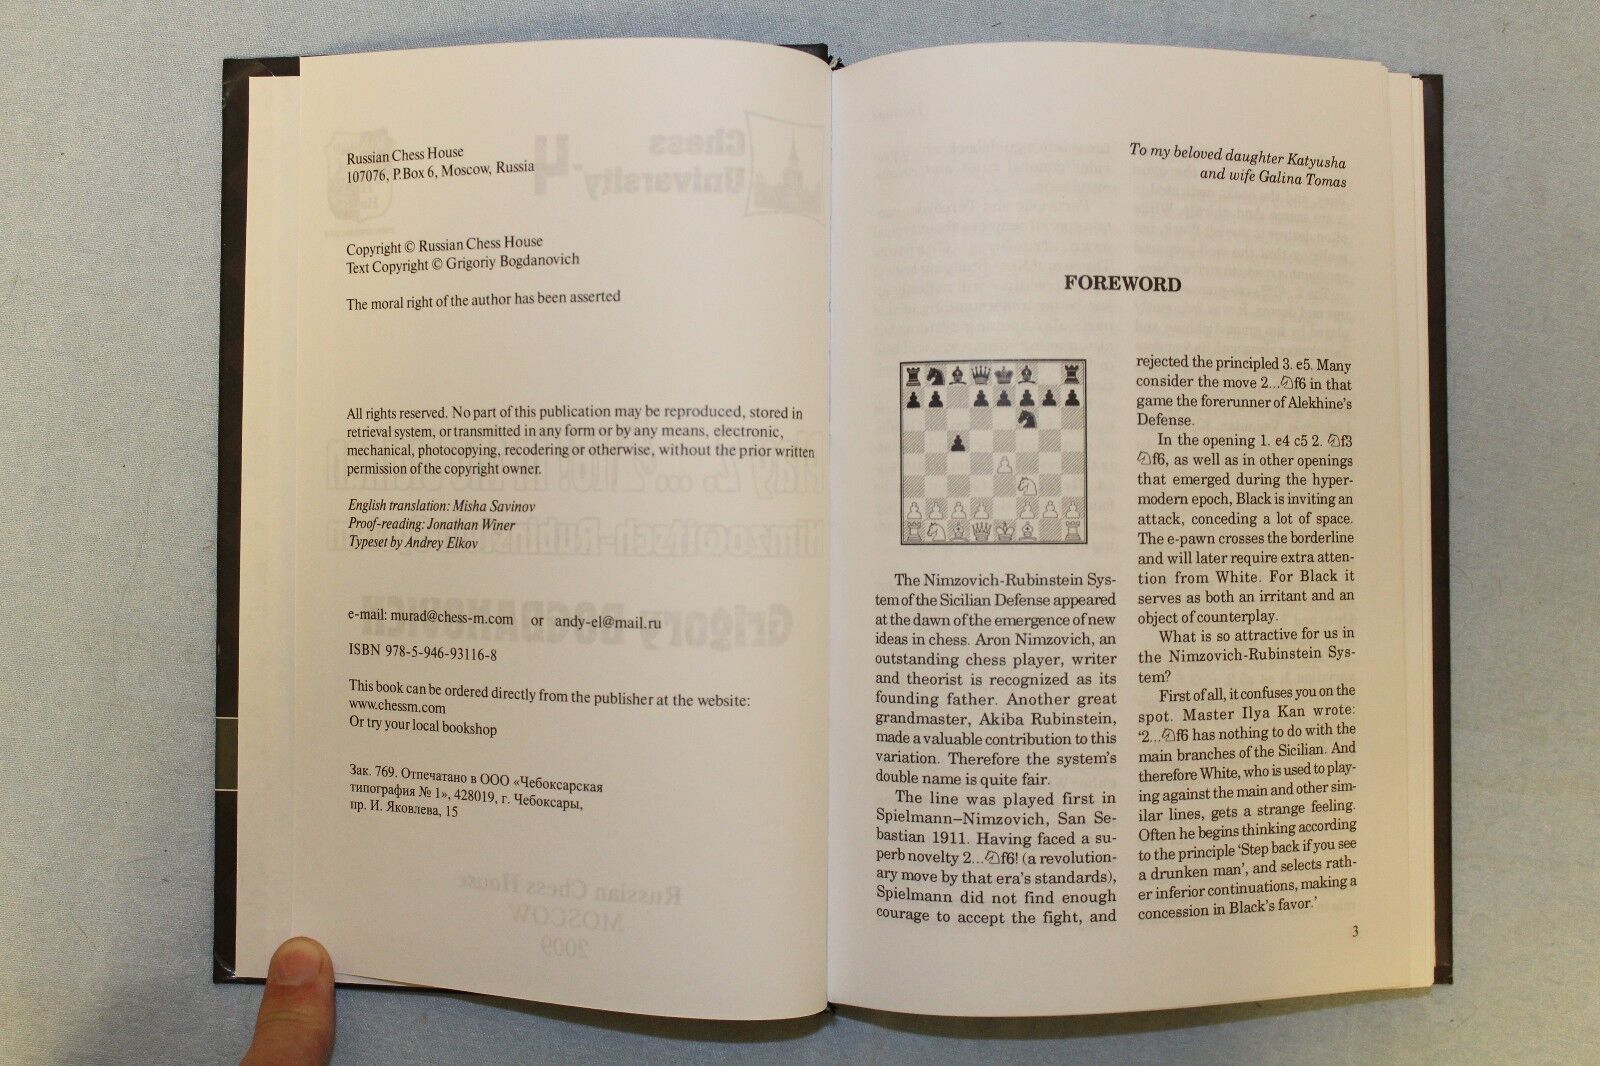 Russian Chess House
107076, P.Box 6, Moscow, Russia
Copyright © Russian Chess House
Text Copyright © Grigoriy Bogdanovich
The moral right of the author has been asserted
All rights reserved. No part of this publication may be reproduced, stored in
retrieval system, or transmitted in any form or by any means, electronic,
mechanical, photocopying, recodering or otherwise, without the prior written
permission of the copyright owner.
English translation: Misha Savinov
Proof-reading: Jonathan Winer
Typeset by Andrey Elkov
e-mail: murad@chess-m.com or andy-el@mail.ru
ISBN 978-5-946-93116-8
This book can be ordered directly from the publisher at the website:
www.chessm.com
Or try your local bookshop
Зак. 769. Отпечатано в ООО «Чебоксарская
типография № 1», 428019, г. Чебоксары,
пр. И. Яковлева, 15
To my beloved daughter Katyusha
and wife Galina Tomas
FOREWORD
The Nimzovich-Rubinstein Sys-
tem of the Sicilian Defense appeared
at the dawn of the emergence of new
ideas in chess. Aron Nimzovich, an
outstanding chess player, writer
and theorist is recognized as its
founding father. Another great
grandmaster, Akiba Rubinstein,
made a valuable contribution to this
variation. Therefore the system's
double name is quite fair.
The line was played first in
Spielmann–Nimzovich, San Se-
bastian 1911. Having faced a su-
perb novelty 2...♘f6! (a revolution-
ary move by that era's standards),
Spielmann did not find enough
courage to accept the fight, and
rejected the principled 3. e5. Many
consider the move 2...♘f6 in that
game the forerunner of Alekhine's
Defense.
In the opening 1. e4 c5 2. ♘f3
♘f6, as well as in other openings
that emerged during the hyper-
modern epoch, Black is inviting an
attack, conceding a lot of space.
The e-pawn crosses the borderline
and will later require extra atten-
tion from White. For Black it
serves as both an irritant and an
object of counterplay.
What is so attractive for us in
the Nimzovich-Rubinstein Sys-
tem?
First of all, it confuses you on the
spot. Master Ilya Kan wrote:
'2...♘f6 has nothing to do with the
main branches of the Sicilian. And
therefore White, who is used to play-
ing against the main and other sim-
ilar lines, gets a strange feeling.
Often he begins thinking according
to the principle 'Step back if you see
a drunken man', and selects rath-
er inferior continuations, making a
concession in Black's favor.'
3